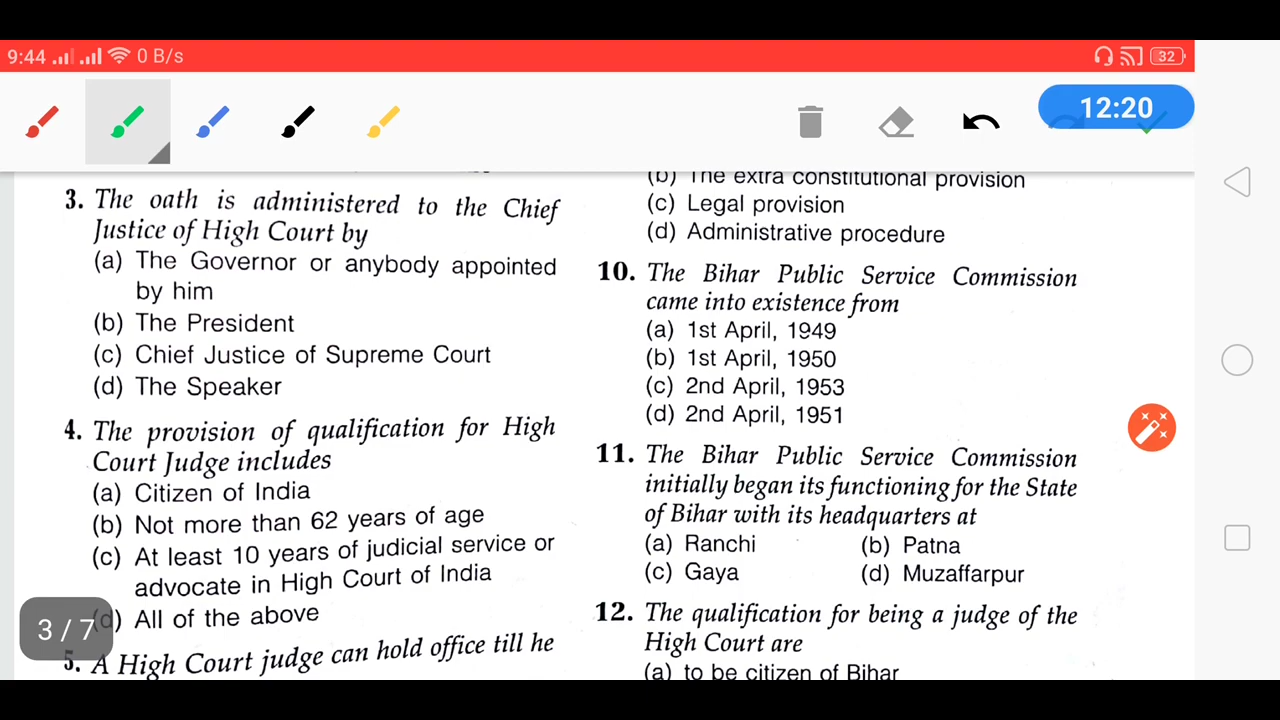 9:44 0 B/s 32
12:20
3. The oath is administered to the Chief
Justice of High Court by
(a) The Governor or anybody appointed
by him
(b) The President
(c) Chief Justice of Supreme Court
(d) The Speaker
4. The provision of qualification for High
Court Judge includes
(a) Citizen of India
(b) Not more than 62 years of age
(c) At least 10 years of judicial service or
advocate in High Court of India
(d) All of the above
3 / 7
5. A High Court judge can hold office till he
(b) The extra constitutional provision
(c) Legal provision
(d) Administrative procedure
10. The Bihar Public Service Commission
came into existence from
(a) 1st April, 1949
(b) 1st April, 1950
(c) 2nd April, 1953
(d) 2nd April, 1951
11. The Bihar Public Service Commission
initially began its functioning for the State
of Bihar with its headquarters at
(a) Ranchi (b) Patna
(c) Gaya (d) Muzaffarpur
12. The qualification for being a judge of the
High Court are
(a) to be citizen of Bihar